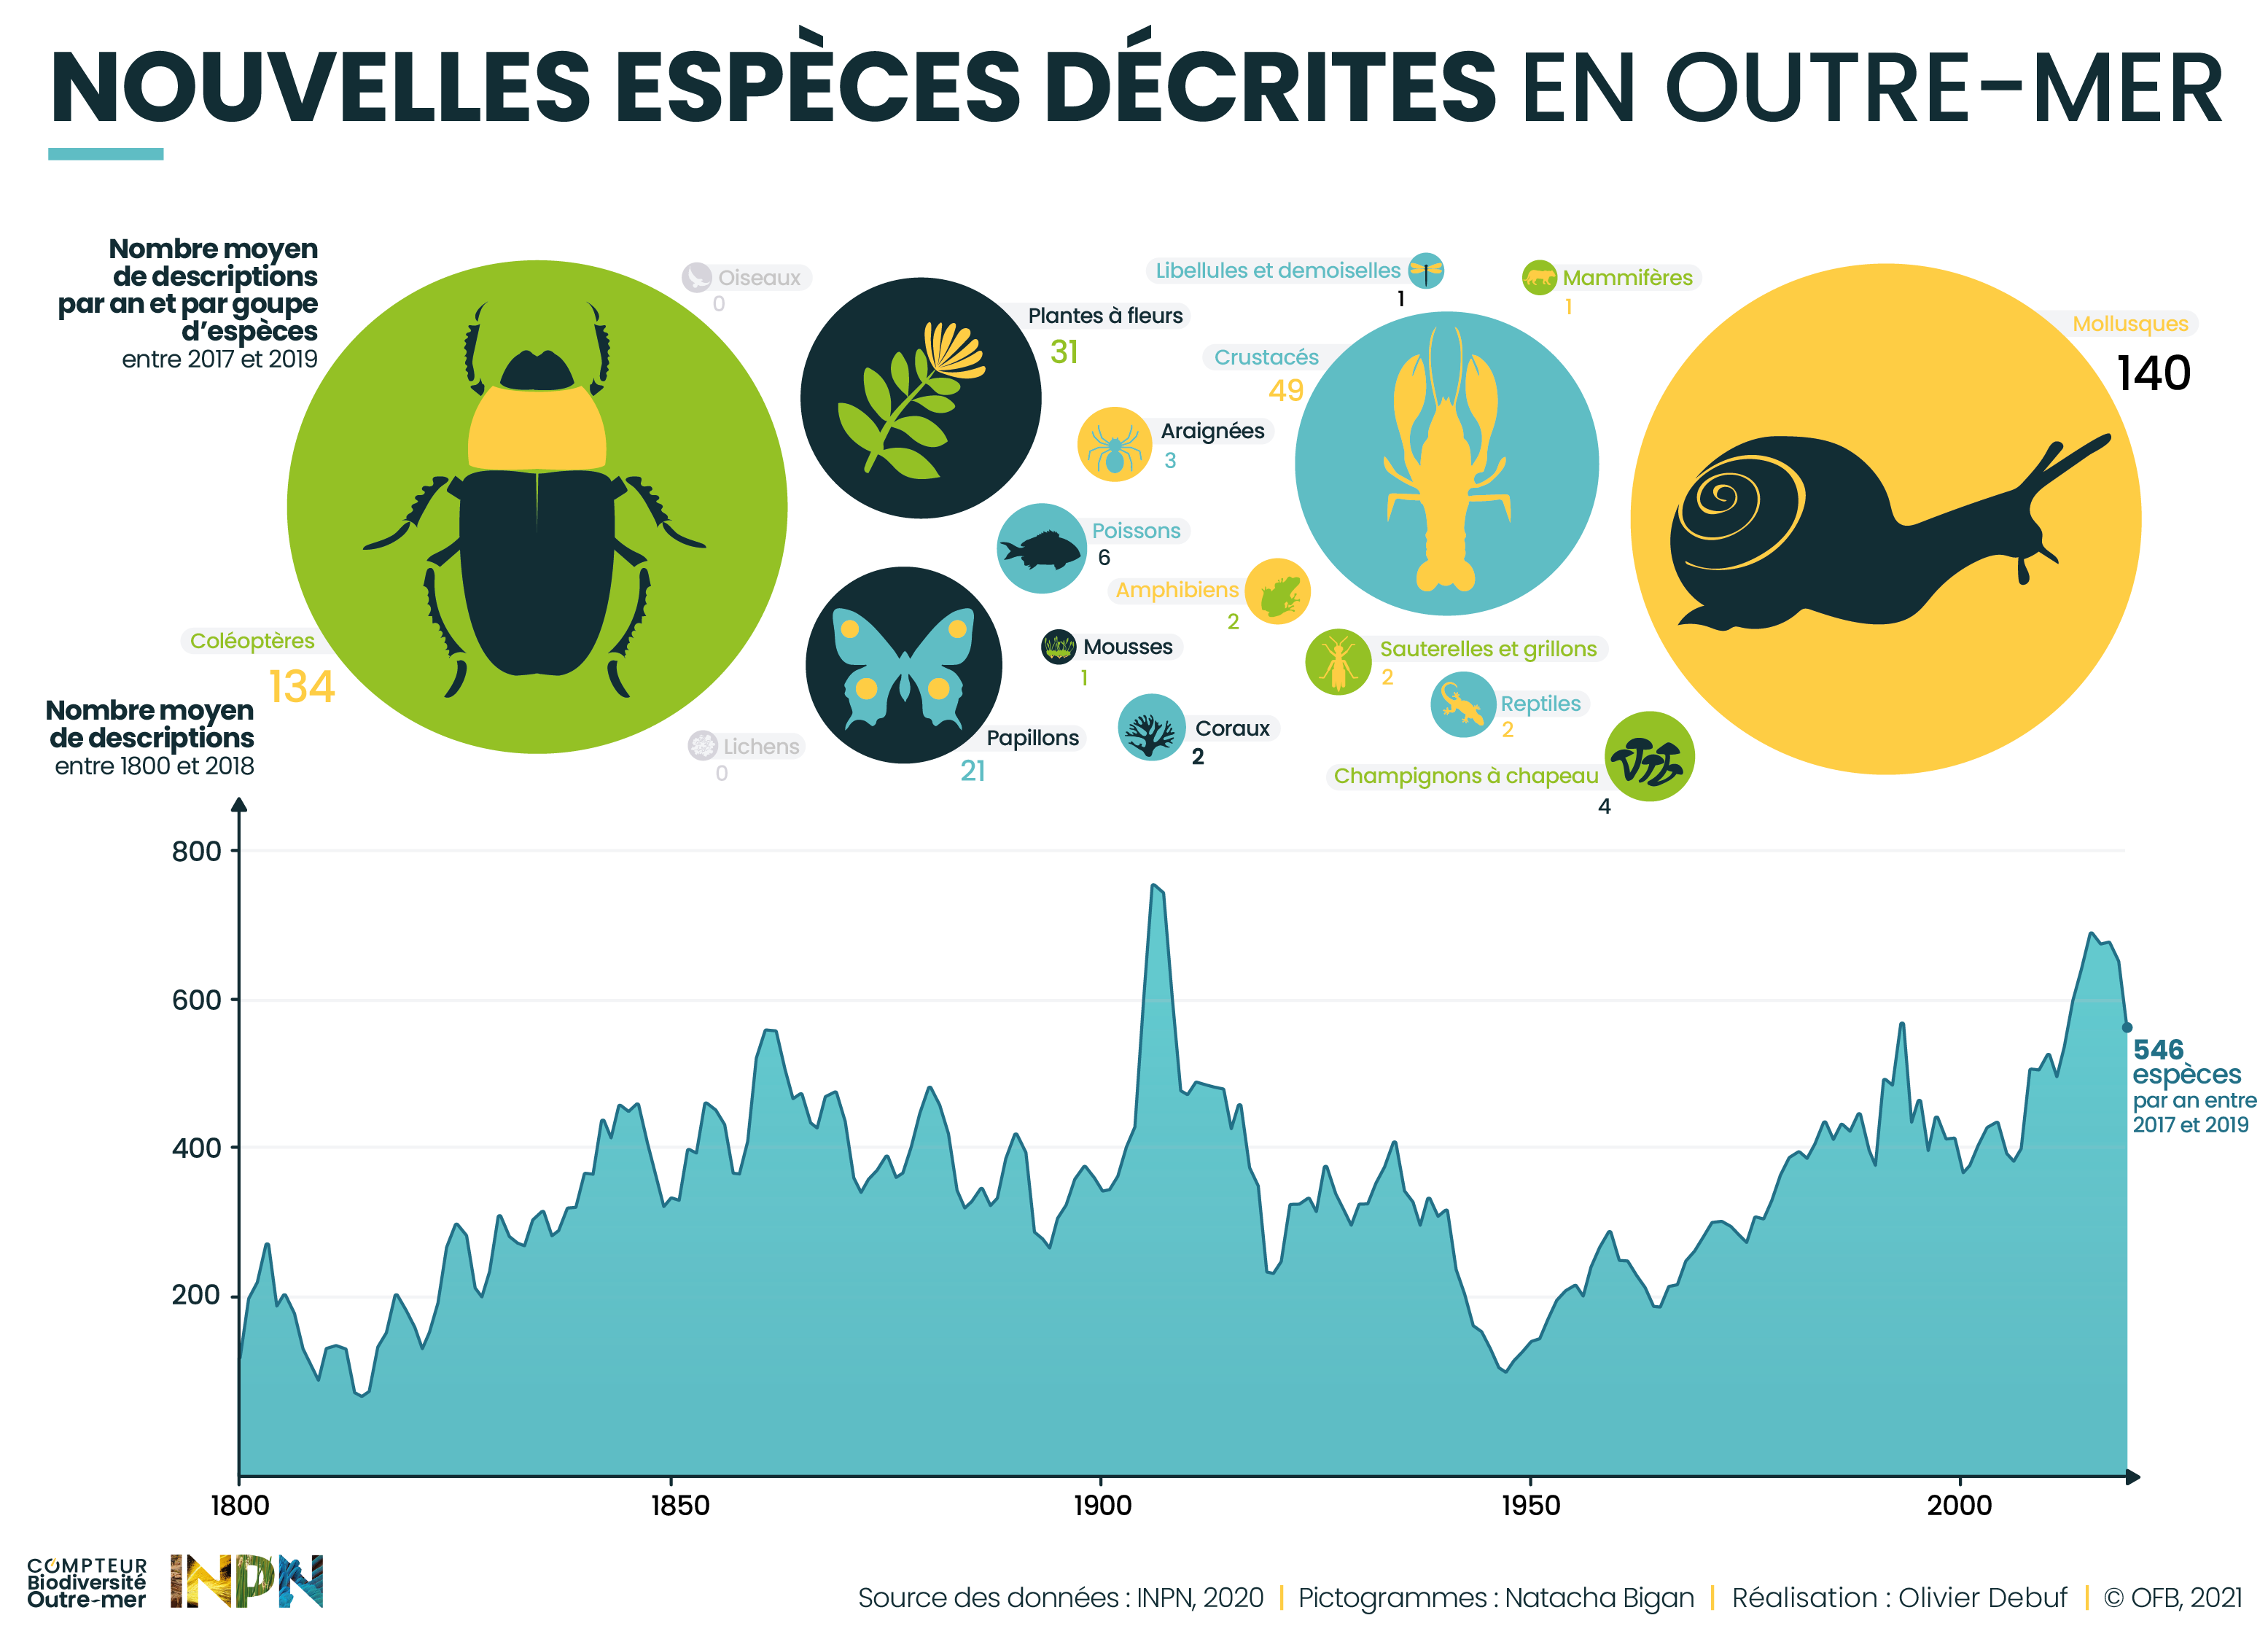 NOUVELLES ESPÈCES DÉCRITES EN OUTRE-MER
Nombre moyen
de descriptions
par an et par goupe
d'espèces
entre 2017 et 2019
Oiseaux
0
Plantes à fleurs
31
Libellules et demoiselles
1
Mammifères
1
Mollusques
140
Crustacés
49
Araignées
3
Poissons
6
Amphibiens
2
Coléoptères
134
Mousses
1
Sauterelles et grillons
2
Reptiles
2
Lichens
0
Papillons
21
Coraux
2
Champignons à chapeau
4
Nombre moyen
de descriptions
entre 1800 et 2018
800
600
400
200
546
espèces
par an entre
2017 et 2019
1800
1850
1900
1950
2000
COMPTEUR
Biodiversité
Outre-mer
INPN
Source des données : INPN, 2020 | Pictogrammes : Natacha Bigan | Réalisation : Olivier Debuf | © OFB, 2021